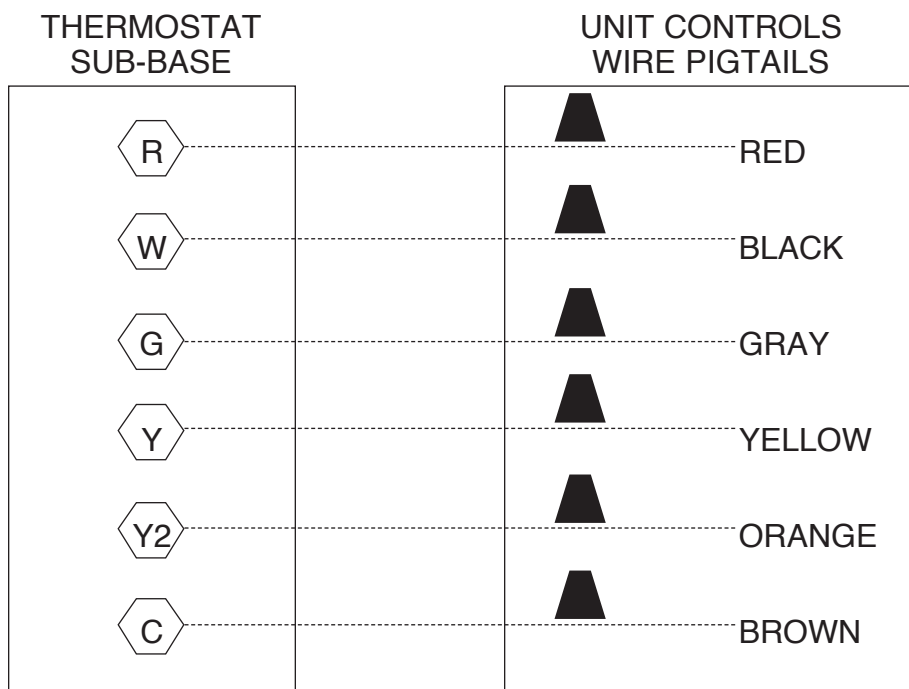 THERMOSTAT
SUB-BASE
UNIT CONTROLS
WIRE PIGTAILS
R RED
W BLACK
G GRAY
Y YELLOW
Y2 ORANGE
C BROWN